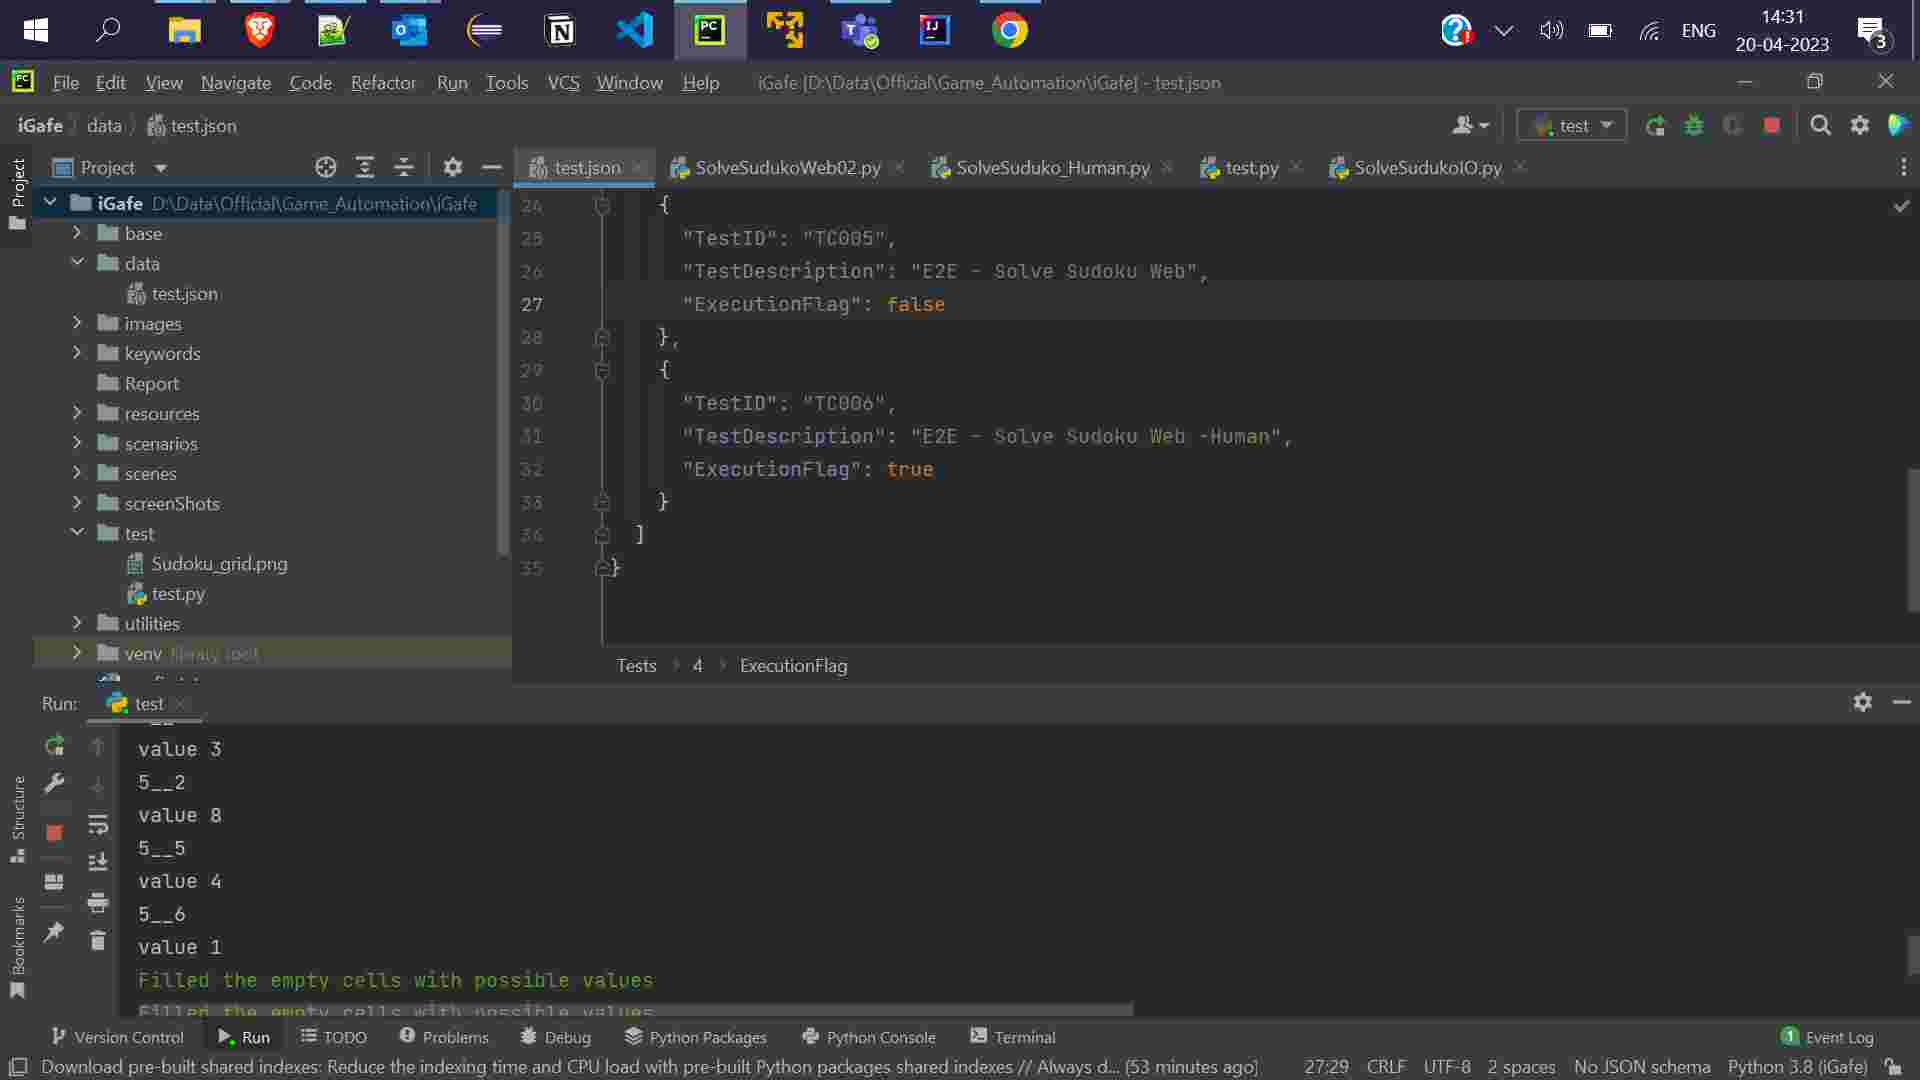 14:31
ENG
20-04-2023
3
File Edit View Navigate Code Refactor Run Tools VCS Window Help iGafe [D:\Data\Official\Game_Automation\iGafe] - test.json
iGafe data test.json
test
Project
test.json SolveSudukoWeb02.py SolveSuduko_Human.py test.py SolveSudukoIO.py
Project
iGafe D:\Data\Official\Game_Automation\iGafe
base
data
test.json
images
keywords
Report
resources
scenarios
scenes
screenShots
test
Sudoku_grid.png
test.py
utilities
venv library root
24 {
25 "TestID": "TC005",
26 "TestDescription": "E2E - Solve Sudoku Web",
27 "ExecutionFlag": false
28 },
29 {
30 "TestID": "TC006",
31 "TestDescription": "E2E - Solve Sudoku Web -Human",
32 "ExecutionFlag": true
33 }
34 ]
35 }
Tests 4 ExecutionFlag
Run: test
value 3
5__2
value 8
5__5
value 4
5__6
value 1
Filled the empty cells with possible values
Filled the empty cells with possible values
Structure
Bookmarks
Version Control Run TODO Problems Debug Python Packages Python Console Terminal 1 Event Log
Download pre-built shared indexes: Reduce the indexing time and CPU load with pre-built Python packages shared indexes // Always d... (53 minutes ago) 27:29 CRLF UTF-8 2 spaces No JSON schema Python 3.8 (iGafe)